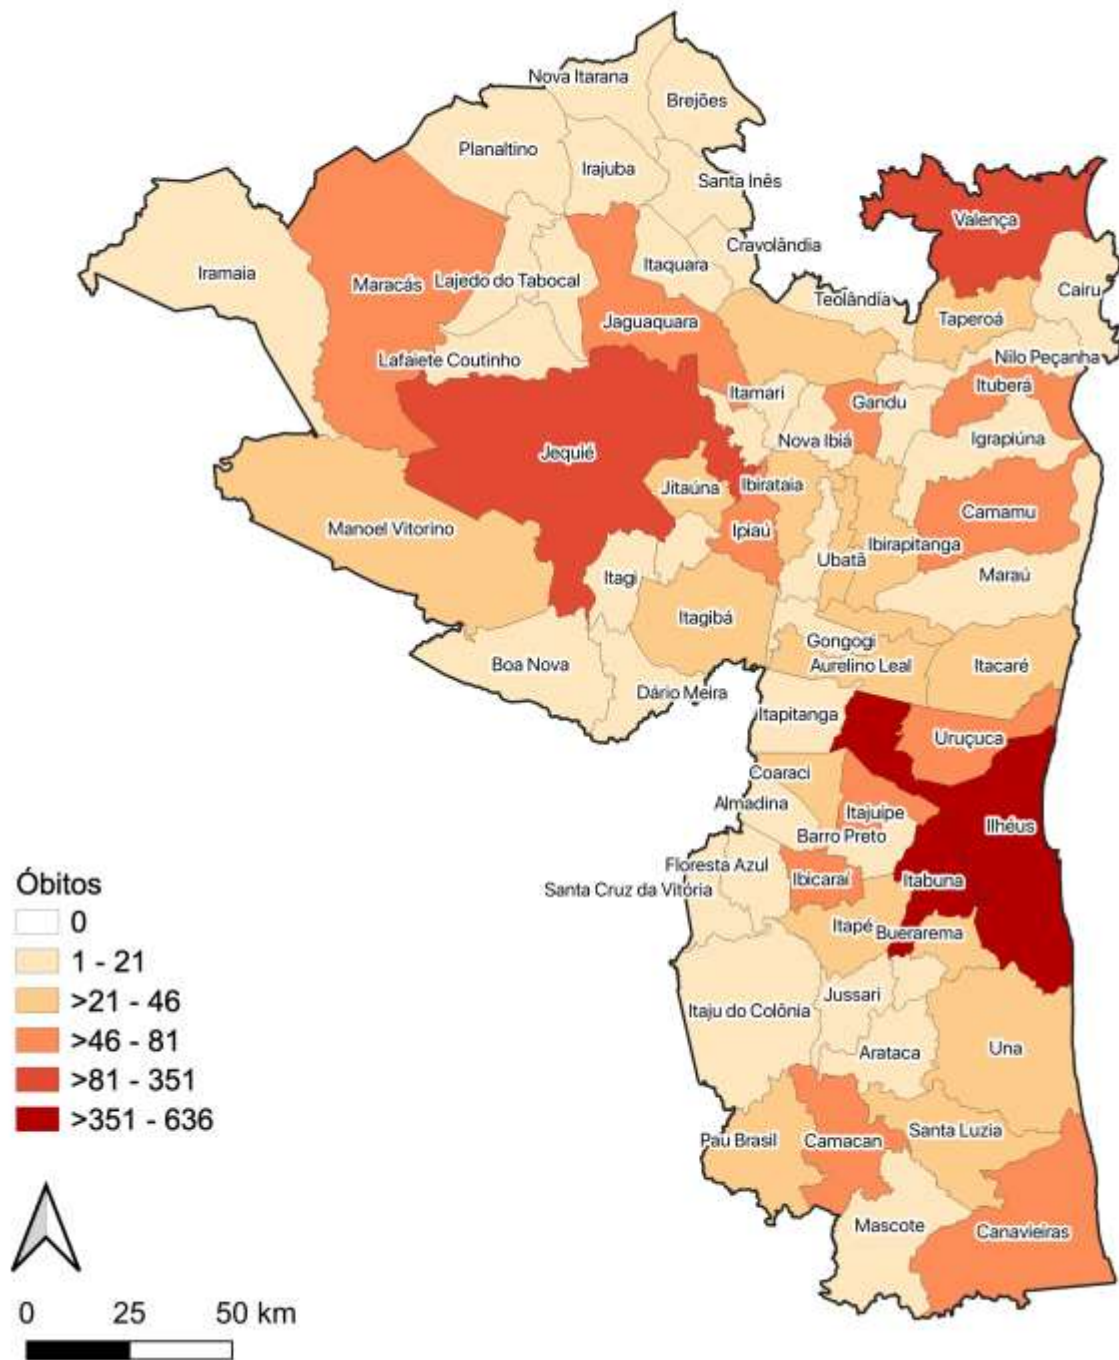 Nova Itarana
Brejões
Planaltino
Irajuba
Santa Inês
Valença
Cravolândia
Itaquara
Iramaia
Lajedo do Tabocal
Maracás
Cairu
Teolândia
Taperoá
Jaguaquara
Lafaiete Coutinho
Nilo Peçanha
Ituberá
Itamari
Gandu
Nova Ibiá
Igrapiúna
Jequié
Jitaúna
Ibirataia
Camamu
Manoel Vitorino
Ipiaú
Ibirapitanga
Ubatã
Maraú
Itagi
Itagibá
Gongogi
Boa Nova
Aurelino Leal
Itacaré
Dário Meira
Itapitanga
Uruçuca
Coaraci
Almadina
Itajuípe
Ilhéus
Barro Preto
Floresta Azul
Ibicaraí
Itabuna
Santa Cruz da Vitória
Itapé
Buerarema
Jussari
Itaju do Colônia
Arataca
Una
Santa Luzia
Pau Brasil
Camacan
Mascote
Canavieiras
Óbitos
0
1 - 21
>21 - 46
>46 - 81
>81 - 351
>351 - 636
0 25 50 km